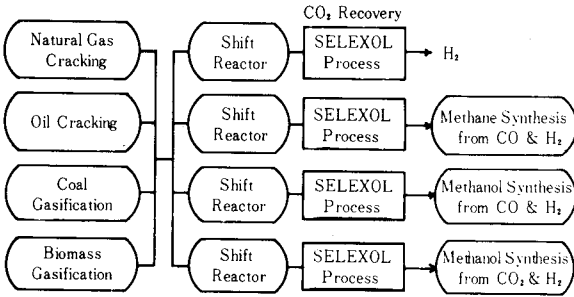 CO₂ Recovery
Natural Gas
Cracking
Shift
Reactor
SELEXOL
Process
H₂
Oil Cracking
Shift
Reactor
SELEXOL
Process
Methane Synthesis
from CO & H₂
Coal
Gasification
Shift
Reactor
SELEXOL
Process
Methanol Synthesis
from CO & H₂
Biomass
Gasification
Shift
Reactor
SELEXOL
Process
Methanol Synthesis
from CO₂ & H₂